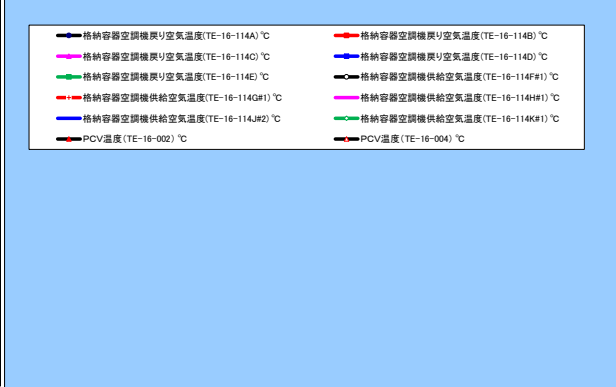 格納容器空調機戻り空気温度(TE-16-114A) ℃
格納容器空調機戻り空気温度(TE-16-114B) ℃
格納容器空調機戻り空気温度(TE-16-114C) ℃
格納容器空調機戻り空気温度(TE-16-114D) ℃
格納容器空調機戻り空気温度(TE-16-114E) ℃
格納容器空調機供給空気温度(TE-16-114F#1) ℃
格納容器空調機供給空気温度(TE-16-114G#1) ℃
格納容器空調機供給空気温度(TE-16-114H#1) ℃
格納容器空調機供給空気温度(TE-16-114J#2) ℃
格納容器空調機供給空気温度(TE-16-114K#1) ℃
PCV温度(TE-16-002) ℃
PCV温度(TE-16-004) ℃